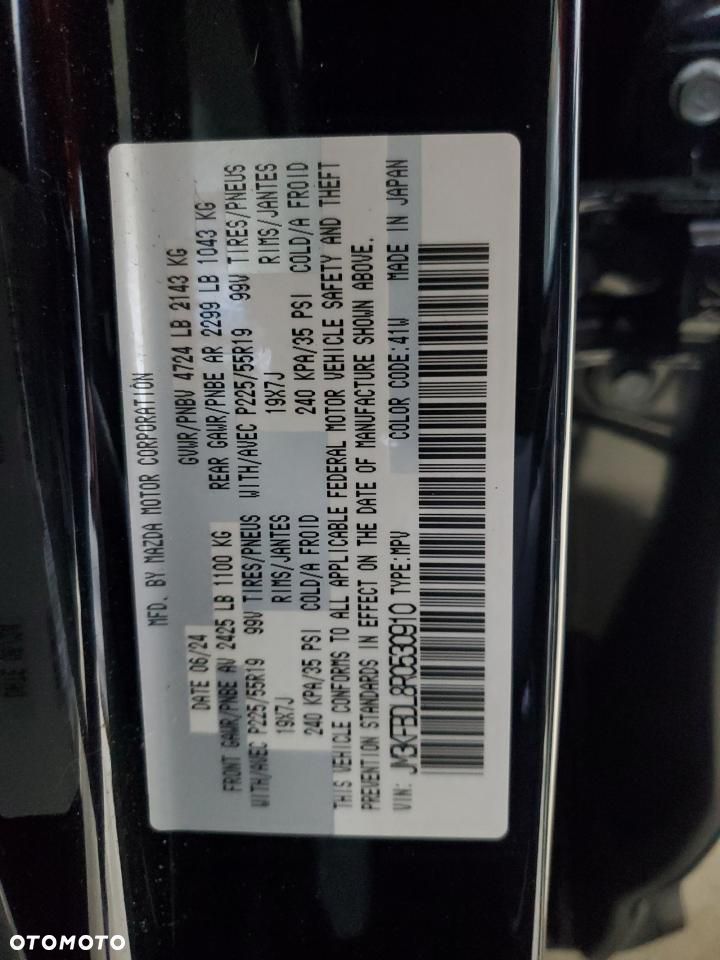 MFD. BY MAZDA MOTOR CORPORATION
DATE 06/24 GVWR/PNBV 4724 LB 2143 KG
FRONT GAWR/PNBE AV 2425 LB 1100 KG REAR GAWR/PNBE AR 2299 LB 1043 KG
WITH/AVEC P225/55R19 99V TIRES/PNEUS WITH/AVEC P225/55R19 99V TIRES/PNEUS
19X7J RIMS/JANTES 19X7J RIMS/JANTES
240 KPA/35 PSI COLD/A FROID 240 KPA/35 PSI COLD/A FROID
THIS VEHICLE CONFORMS TO ALL APPLICABLE FEDERAL MOTOR VEHICLE SAFETY AND THEFT
PREVENTION STANDARDS IN EFFECT ON THE DATE OF MANUFACTURE SHOWN ABOVE.
VIN: JM3KFBDL8R0530910 TYPE:MPV COLOR CODE:41W MADE IN JAPAN
OTOMOTO